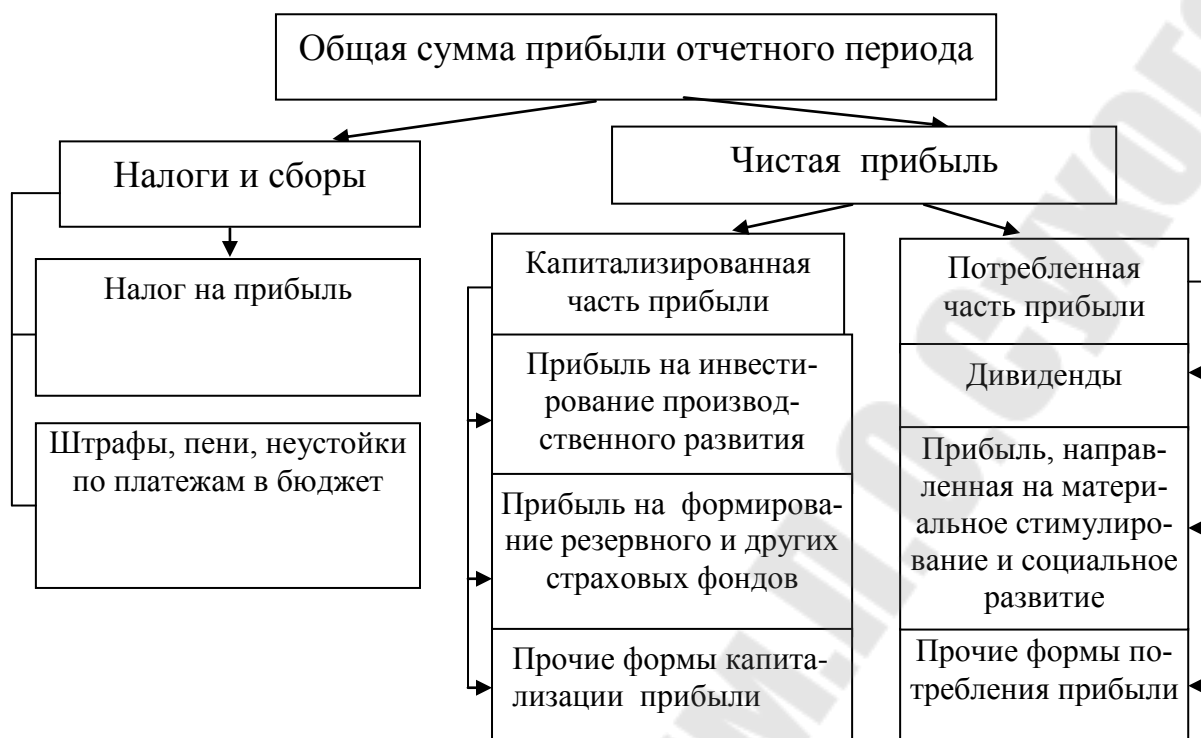 Общая сумма прибыли отчетного периода
Налоги и сборы
Чистая прибыль
Налог на прибыль
Штрафы, пени, неустойки
по платежам в бюджет
Капитализированная
часть прибыли
Прибыль на инвести-
рование производ-
ственного развития
Прибыль на формирова-
ние резервного и других
страховых фондов
Прочие формы капита-
лизации прибыли
Потребленная
часть прибыли
Дивиденды
Прибыль, направ-
ленная на матери-
альное стимулиро-
вание и социальное
развитие
Прочие формы по-
требления прибыли